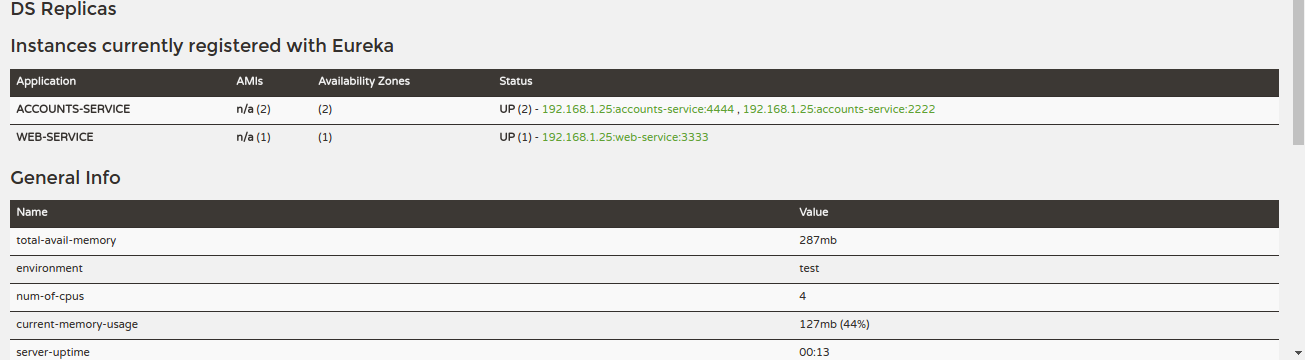 DS Replicas
Instances currently registered with Eureka
Application AMIs Availability Zones Status
ACCOUNTS-SERVICE n/a (2) (2) UP (2) - 192.168.1.25:accounts-service:4444 , 192.168.1.25:accounts-service:2222
WEB-SERVICE n/a (1) (1) UP (1) - 192.168.1.25:web-service:3333
General Info
Name Value
total-avail-memory 287mb
environment test
num-of-cpus 4
current-memory-usage 127mb (44%)
server-uptime 00:13